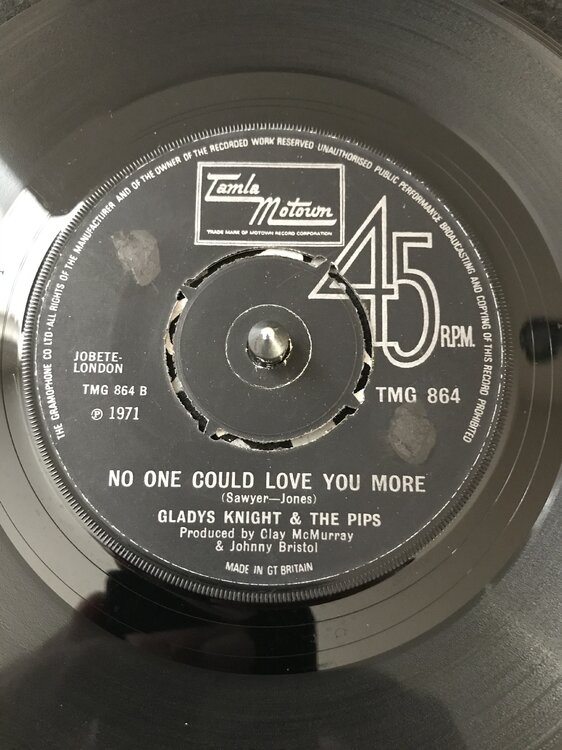 THE GRAMOPHONE CO LTD·ALL RIGHTS OF THE MANUFACTURER AND OF THE OWNER OF THE RECORDED WORK RESERVED UNAUTHORISED PUBLIC PERFORMANCE BROADCASTING AND COPYING OF THIS RECORD PROHIBITED
Tamla
Motown
TRADE MARK OF MOTOWN RECORD CORPORATION
45
R.P.M.
JOBETE-
LONDON
TMG 864 B
℗ 1971
TMG 864
NO ONE COULD LOVE YOU MORE
(Sawyer—Jones)
GLADYS KNIGHT & THE PIPS
Produced by Clay McMurray
& Johnny Bristol
MADE IN GT BRITAIN